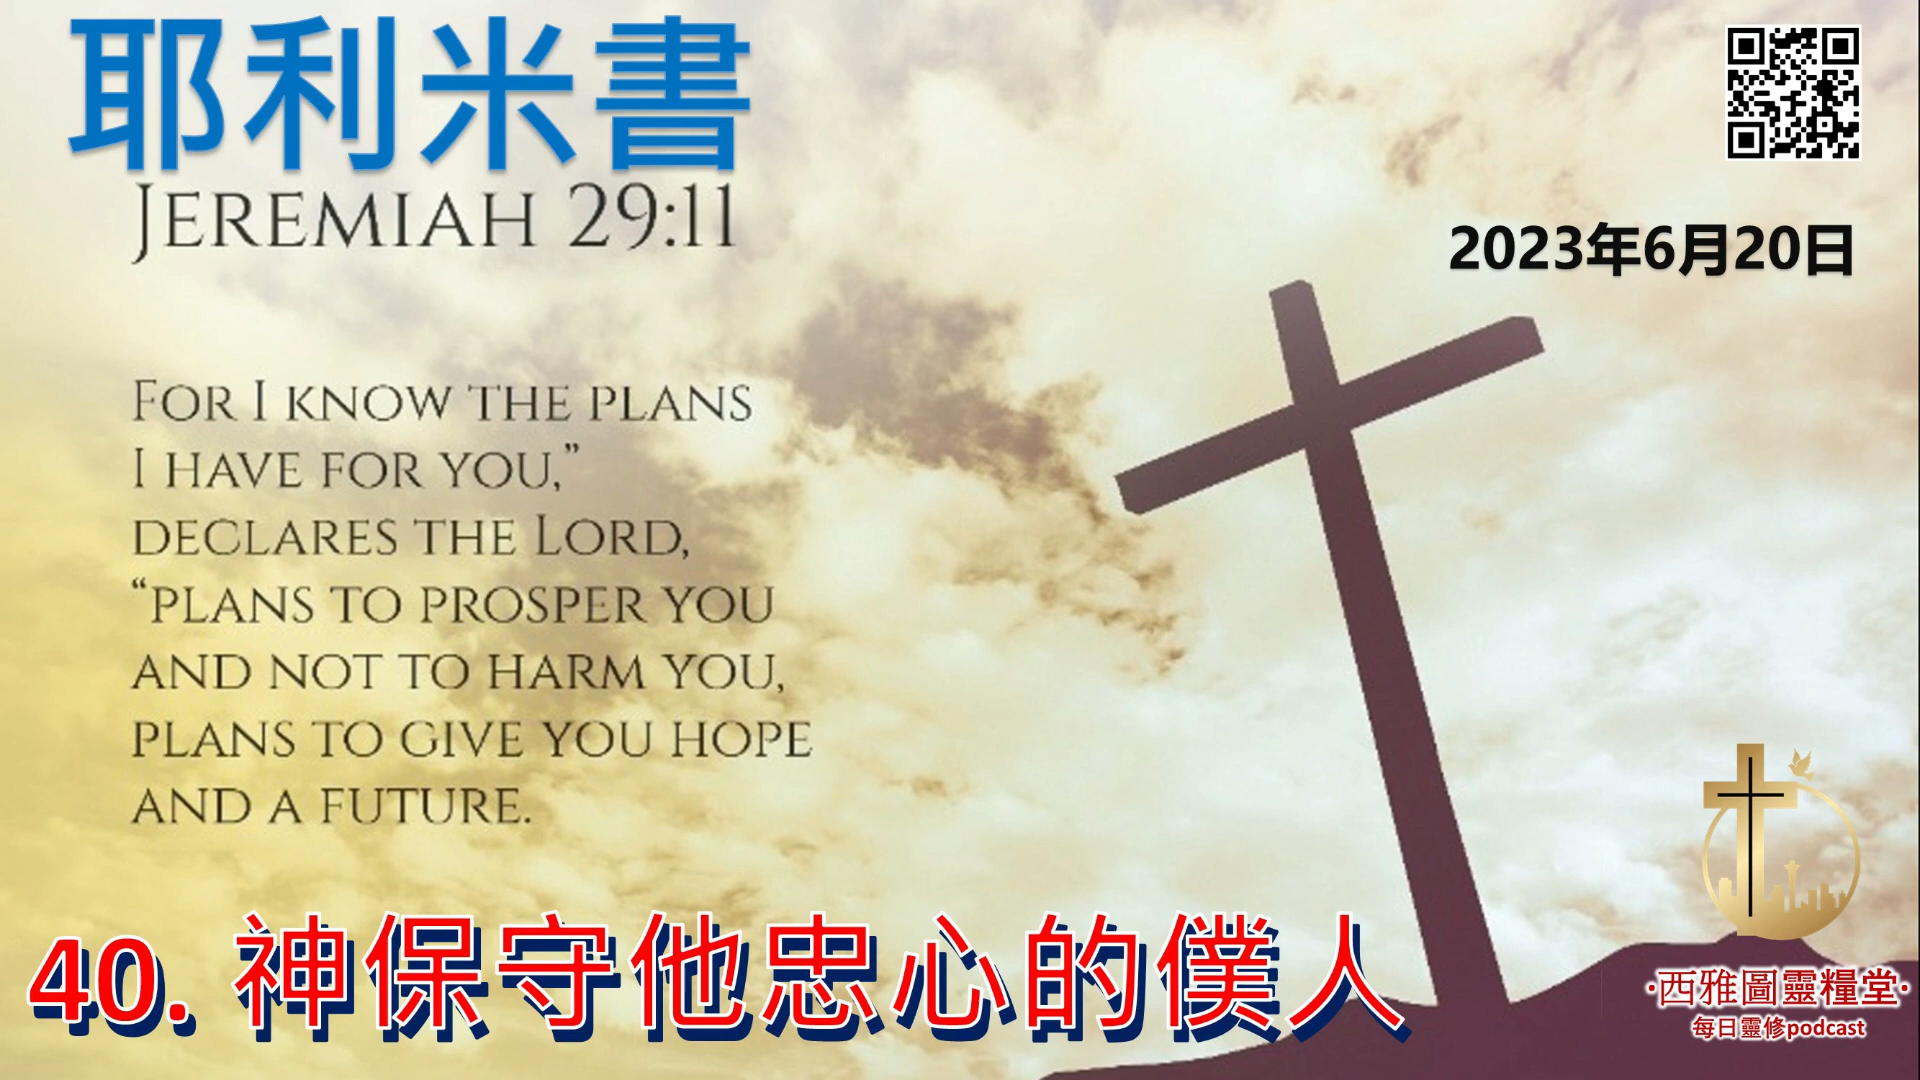 耶利米書
JEREMIAH 29:11
2023年6月20日
FOR I KNOW THE PLANS
I HAVE FOR YOU,”
DECLARES THE LORD,
“PLANS TO PROSPER YOU
AND NOT TO HARM YOU,
PLANS TO GIVE YOU HOPE
AND A FUTURE.
40. 神保守他忠心的僕人
·西雅圖靈糧堂·
每日靈修podcast